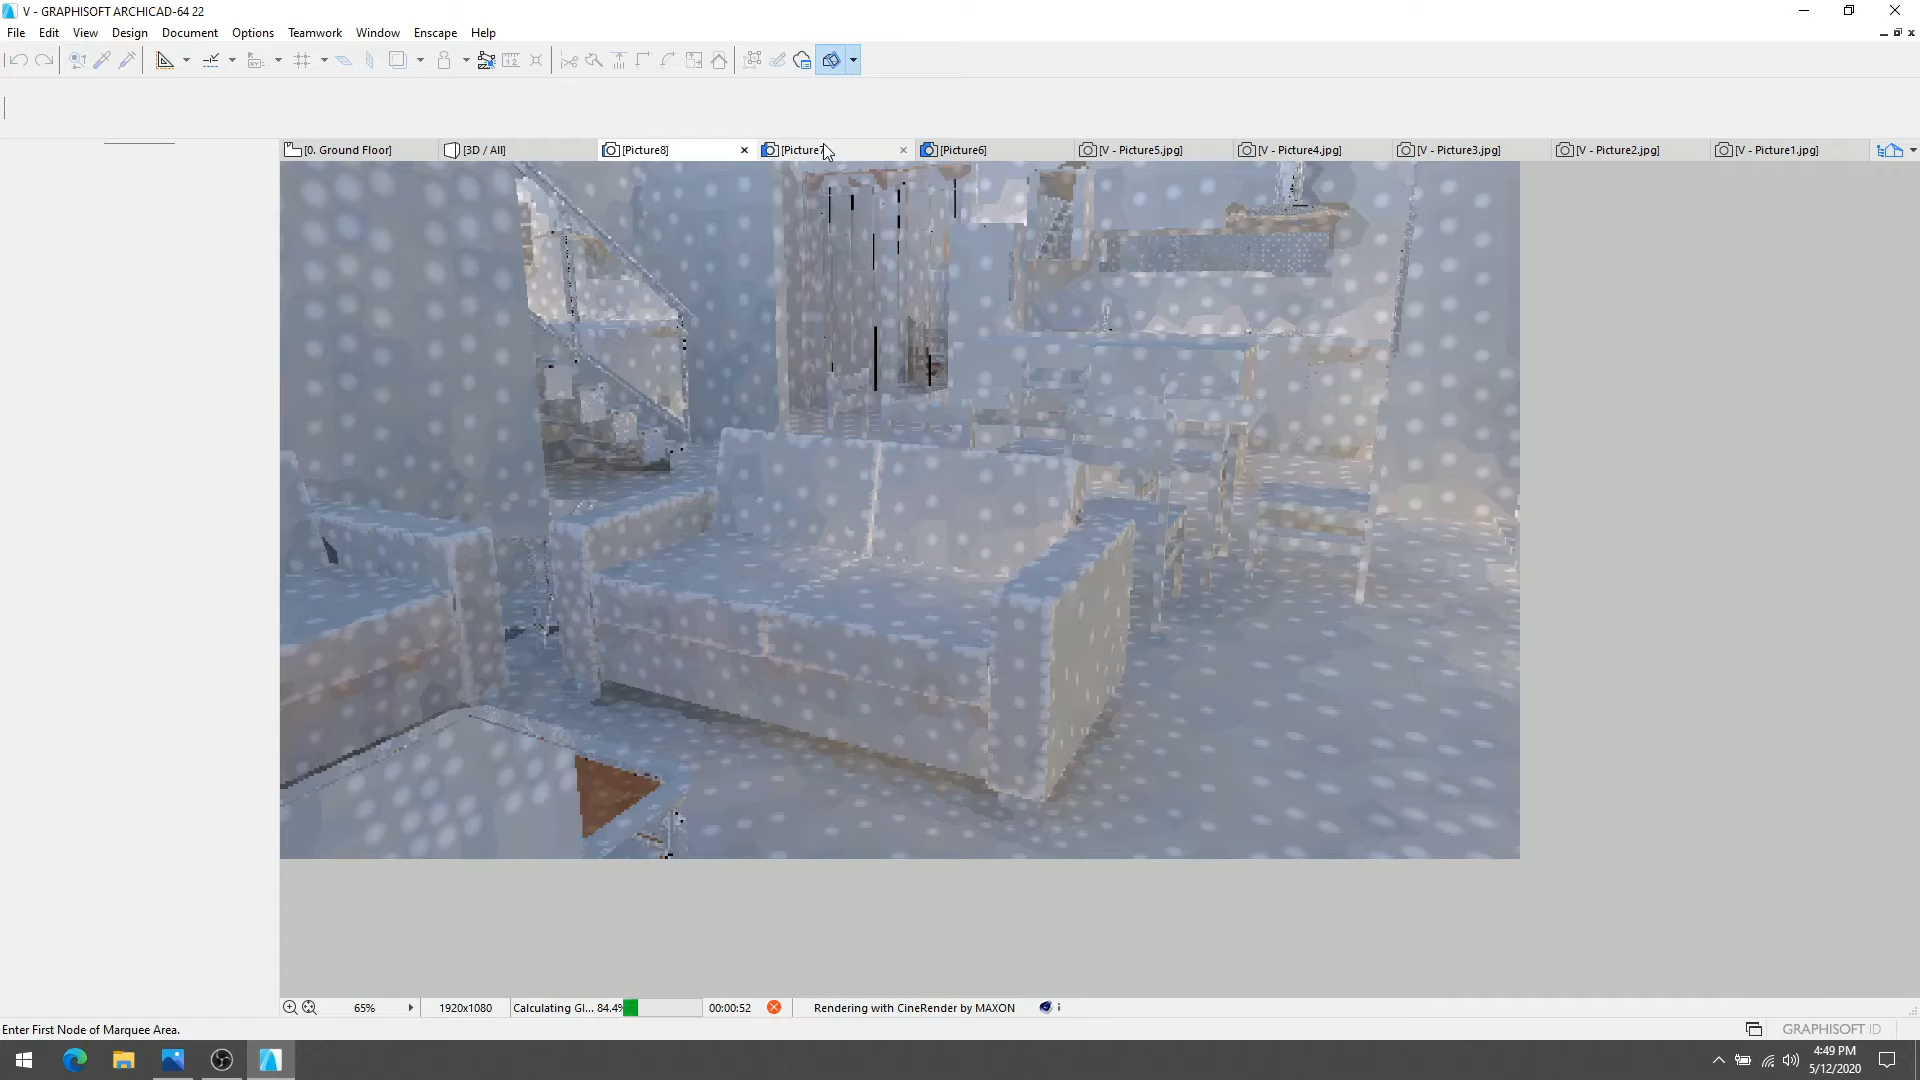 V - GRAPHISOFT ARCHICAD-64 22
File Edit View Design Document Options Teamwork Window Enscape Help
[0. Ground Floor] [3D / All] [Picture8] [Picture7 [Picture6] [V - Picture5.jpg] [V - Picture4.jpg] [V - Picture3.jpg] [V - Picture2.jpg] [V - Picture1.jpg]
65% 1920x1080 Calculating GI... 84.4% 00:00:52 Rendering with CineRender by MAXON i
Enter First Node of Marquee Area. GRAPHISOFT ID
4:49 PM
5/12/2020